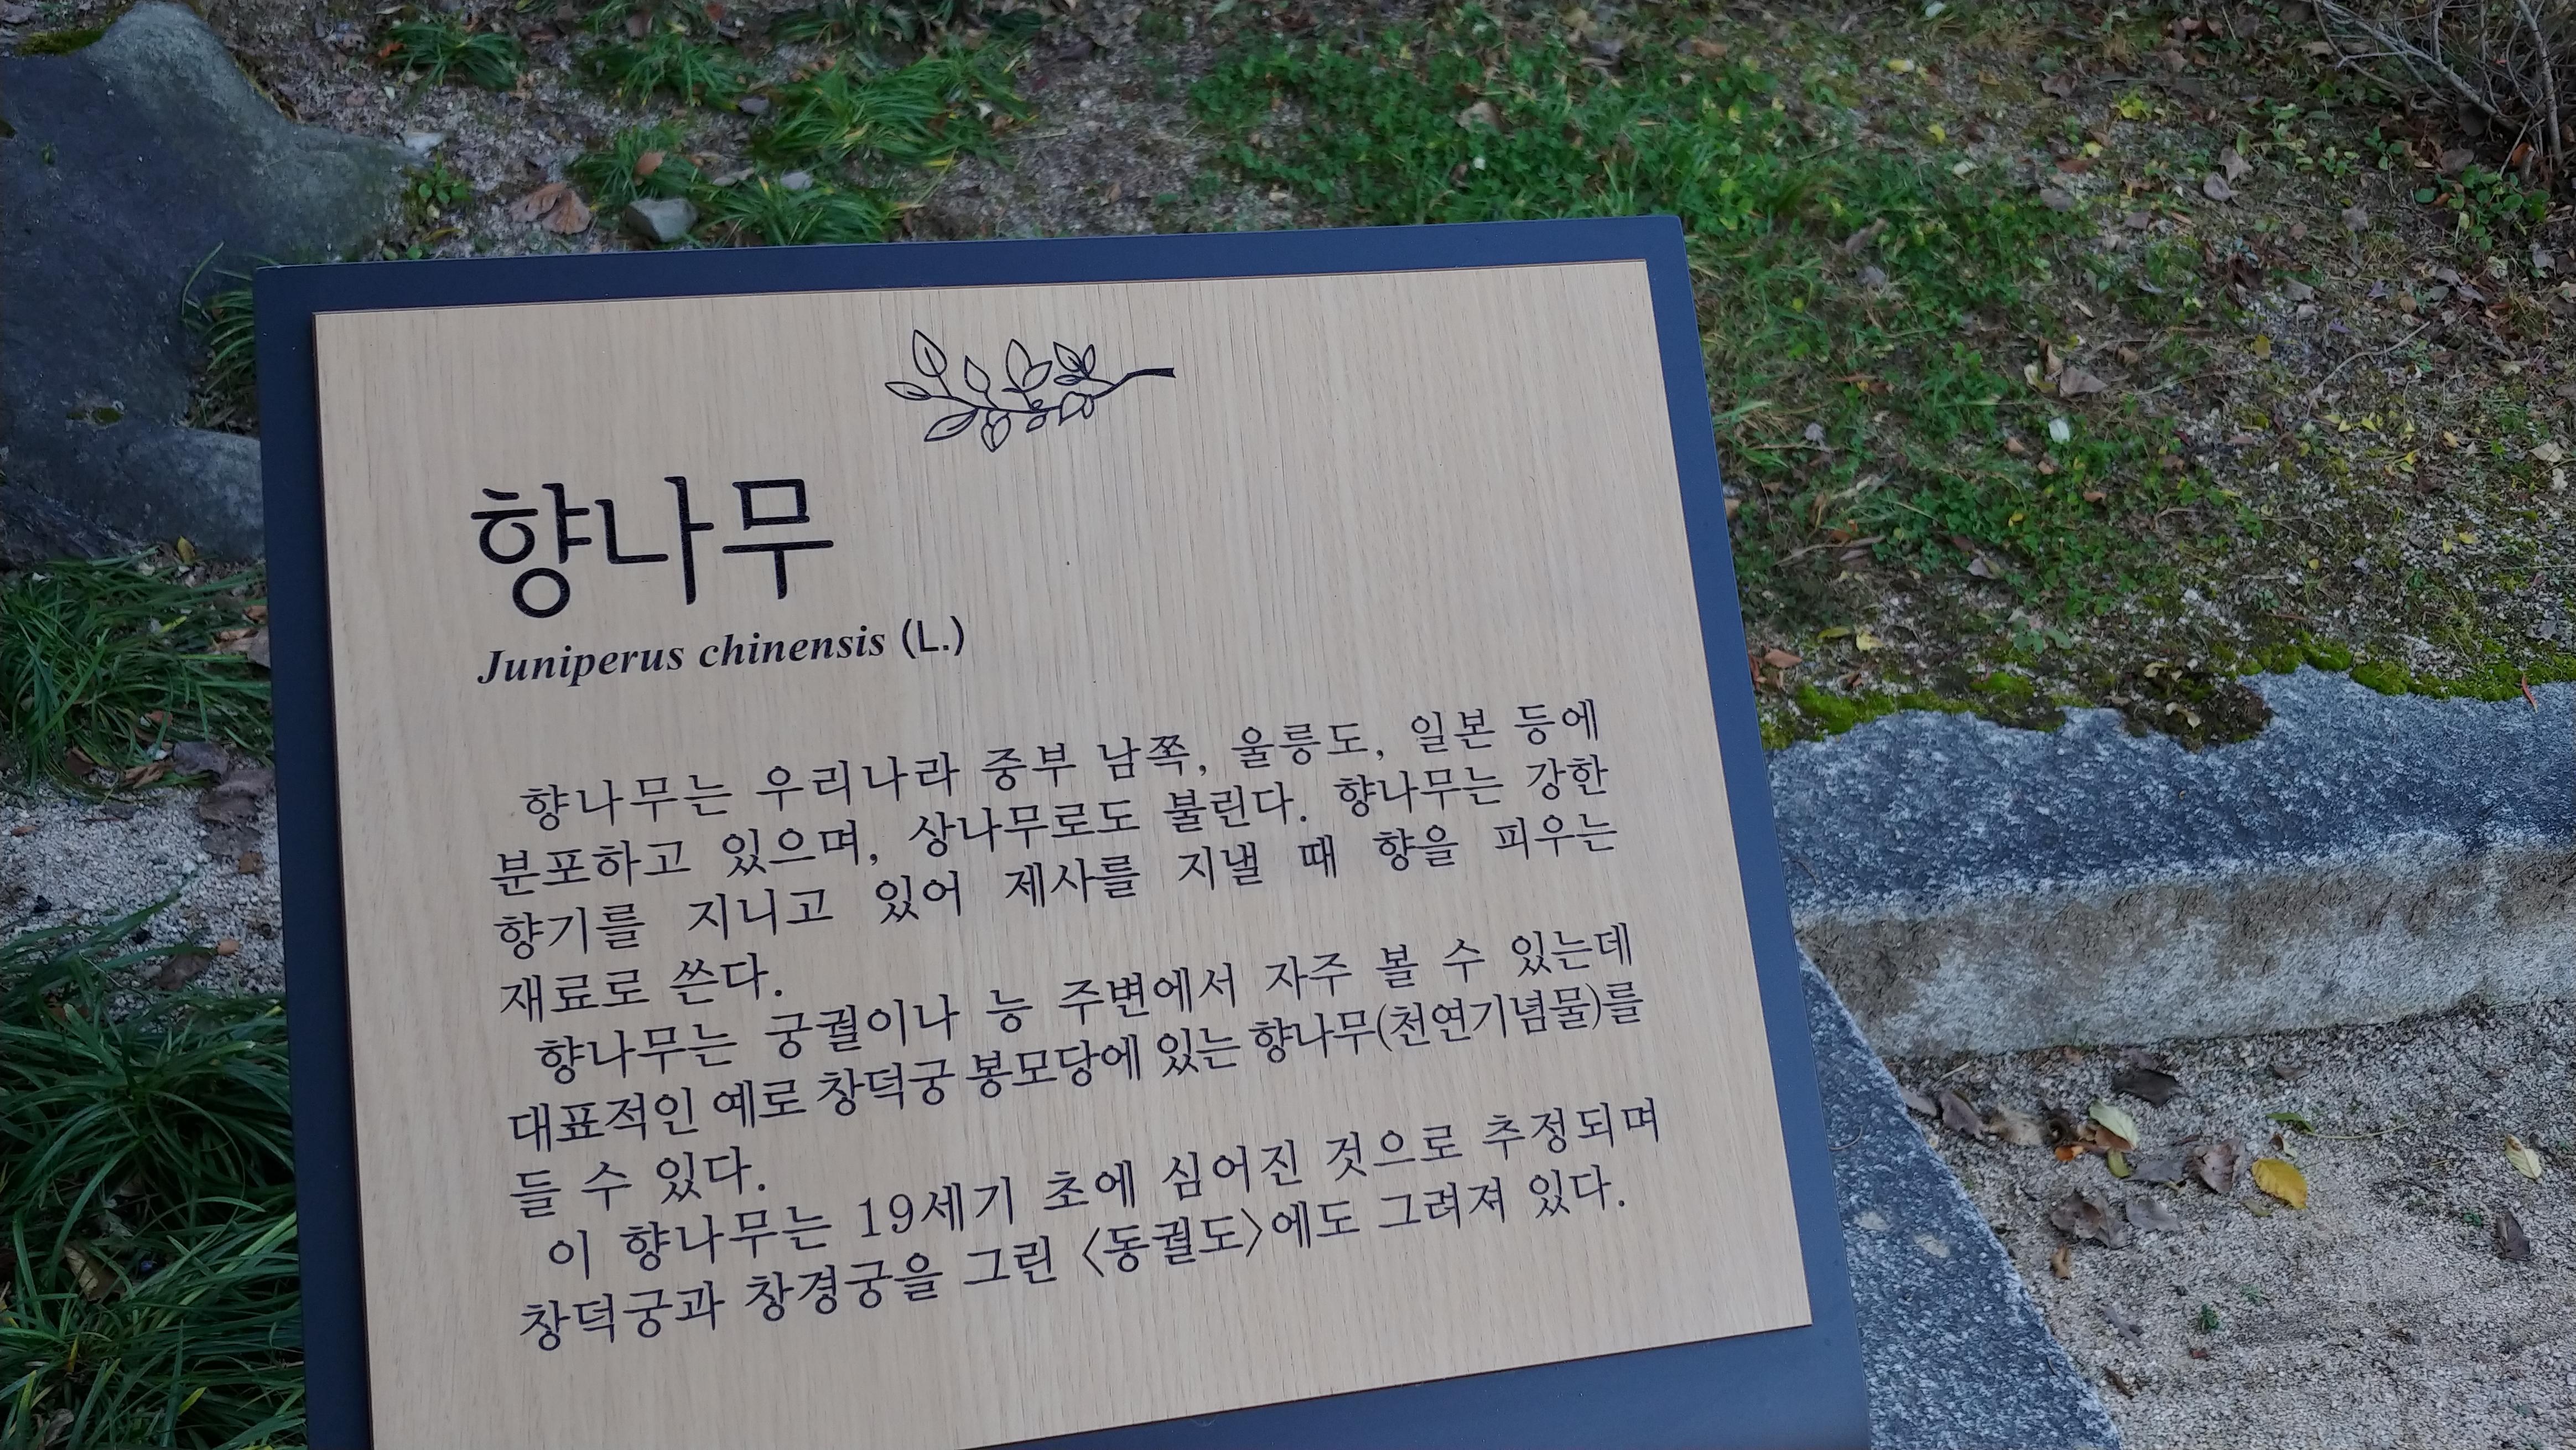 향나무
Juniperus chinensis (L.)
향나무는 우리나라 중부 남쪽, 울릉도, 일본 등에
분포하고 있으며, 상나무로도 불린다. 향나무는 강한
향기를 지니고 있어 제사를 지낼 때 향을 피우는
재료로 쓴다.
향나무는 궁궐이나 능 주변에서 자주 볼 수 있는데
대표적인 예로 창덕궁 봉모당에 있는 향나무(천연기념물)를
들 수 있다.
이 향나무는 19세기 초에 심어진 것으로 추정되며
창덕궁과 창경궁을 그린 〈동궐도〉에도 그려져 있다.